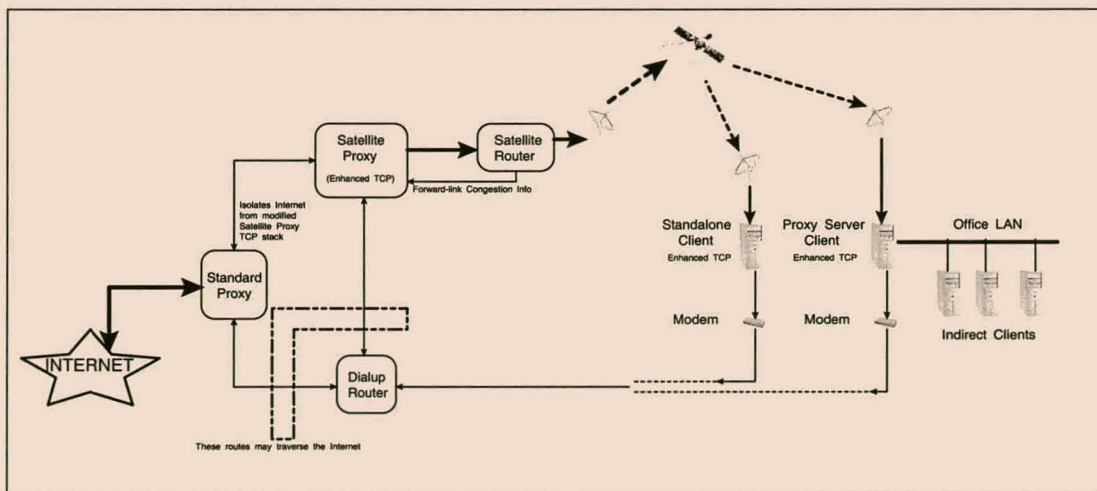 Satellite
Proxy
(Enhanced TCP)
Satellite
Router
Forward-link Congestion Info
Isolates Internet
from modified
Satellite Proxy
TCP stack
Standalone
Client
Enhanced TCP
Proxy Server
Client
Enhanced TCP
Office LAN
Standard
Proxy
Modem
Modem
Indirect Clients
INTERNET
Dialup
Router
These routes may traverse the Internet